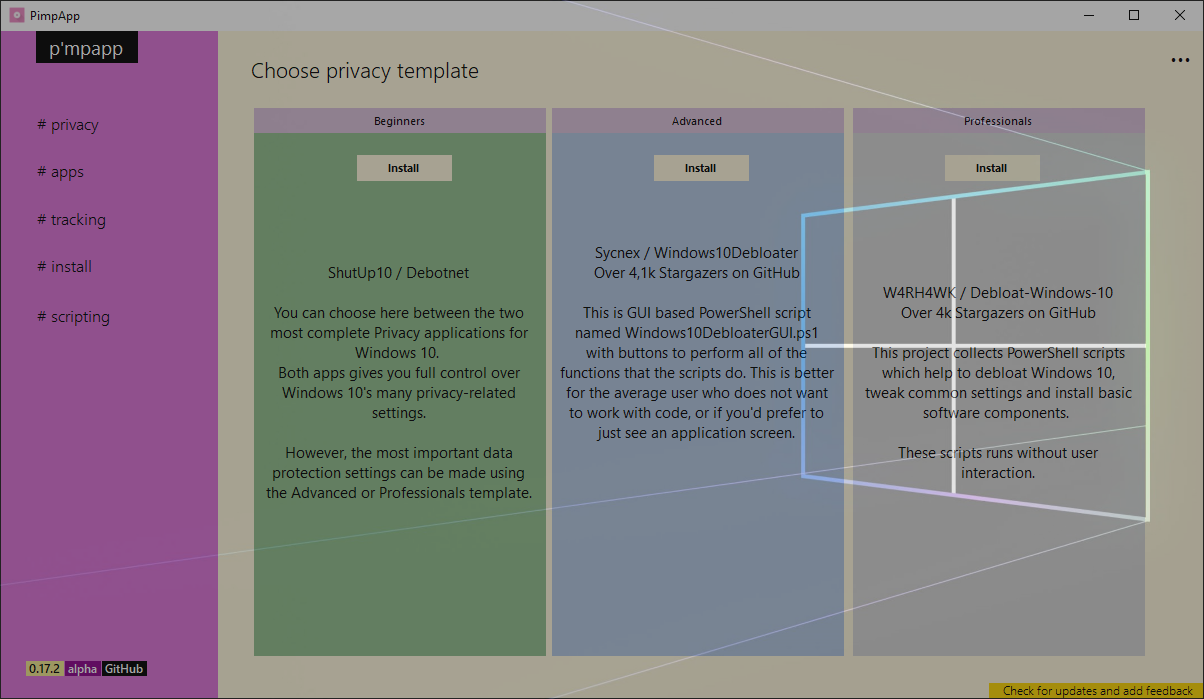 PimpApp
p'mpapp
# privacy
# apps
# tracking
# install
# scripting
0.17.2 alpha GitHub
Choose privacy template
Beginners
Install
ShutUp10 / Debotnet
You can choose here between the two
most complete Privacy applications for
Windows 10.
Both apps gives you full control over
Windows 10's many privacy-related
settings.
However, the most important data
protection settings can be made using
the Advanced or Professionals template.
Advanced
Install
Sycnex / Windows10Debloater
Over 4,1k Stargazers on GitHub
This is GUI based PowerShell script
named Windows10DebloaterGUI.ps1
with buttons to perform all of the
functions that the scripts do. This is better
for the average user who does not want
to work with code, or if you'd prefer to
just see an application screen.
Professionals
Install
W4RH4WK / Debloat-Windows-10
Over 4k Stargazers on GitHub
This project collects PowerShell scripts
which help to debloat Windows 10,
tweak common settings and install basic
software components.
These scripts runs without user
interaction.
Check for updates and add feedback